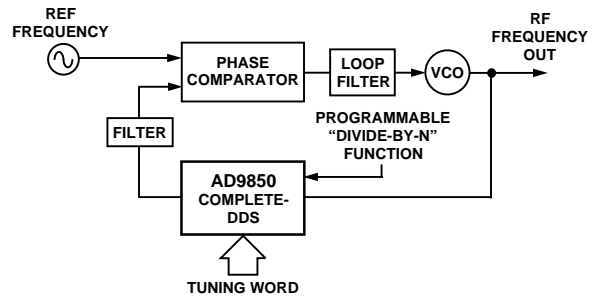 REF
FREQUENCY
PHASE
COMPARATOR
LOOP
FILTER
VCO
RF
FREQUENCY
OUT
FILTER
PROGRAMMABLE
“DIVIDE-BY-N”
FUNCTION
AD9850
COMPLETE-
DDS
TUNING WORD